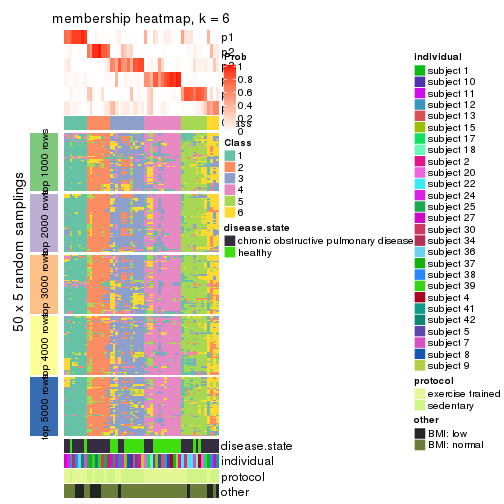 membership heatmap, k = 6
p1
p2
Prob
1
0.8
0.6
0.4
0.2
0
Class
1
2
3
4
5
6
disease.state
chronic obstructive pulmonary disease
healthy
50 x 5 random samplings
top 1000 rows
top 2000 rows
top 3000 rows
top 4000 rows
top 5000 rows
disease.state
individual
protocol
other
individual
subject 1
subject 10
subject 11
subject 12
subject 13
subject 15
subject 17
subject 18
subject 2
subject 20
subject 22
subject 24
subject 25
subject 27
subject 30
subject 34
subject 36
subject 37
subject 38
subject 39
subject 4
subject 41
subject 42
subject 5
subject 7
subject 8
subject 9
protocol
exercise trained
sedentary
other
BMI: low
BMI: normal